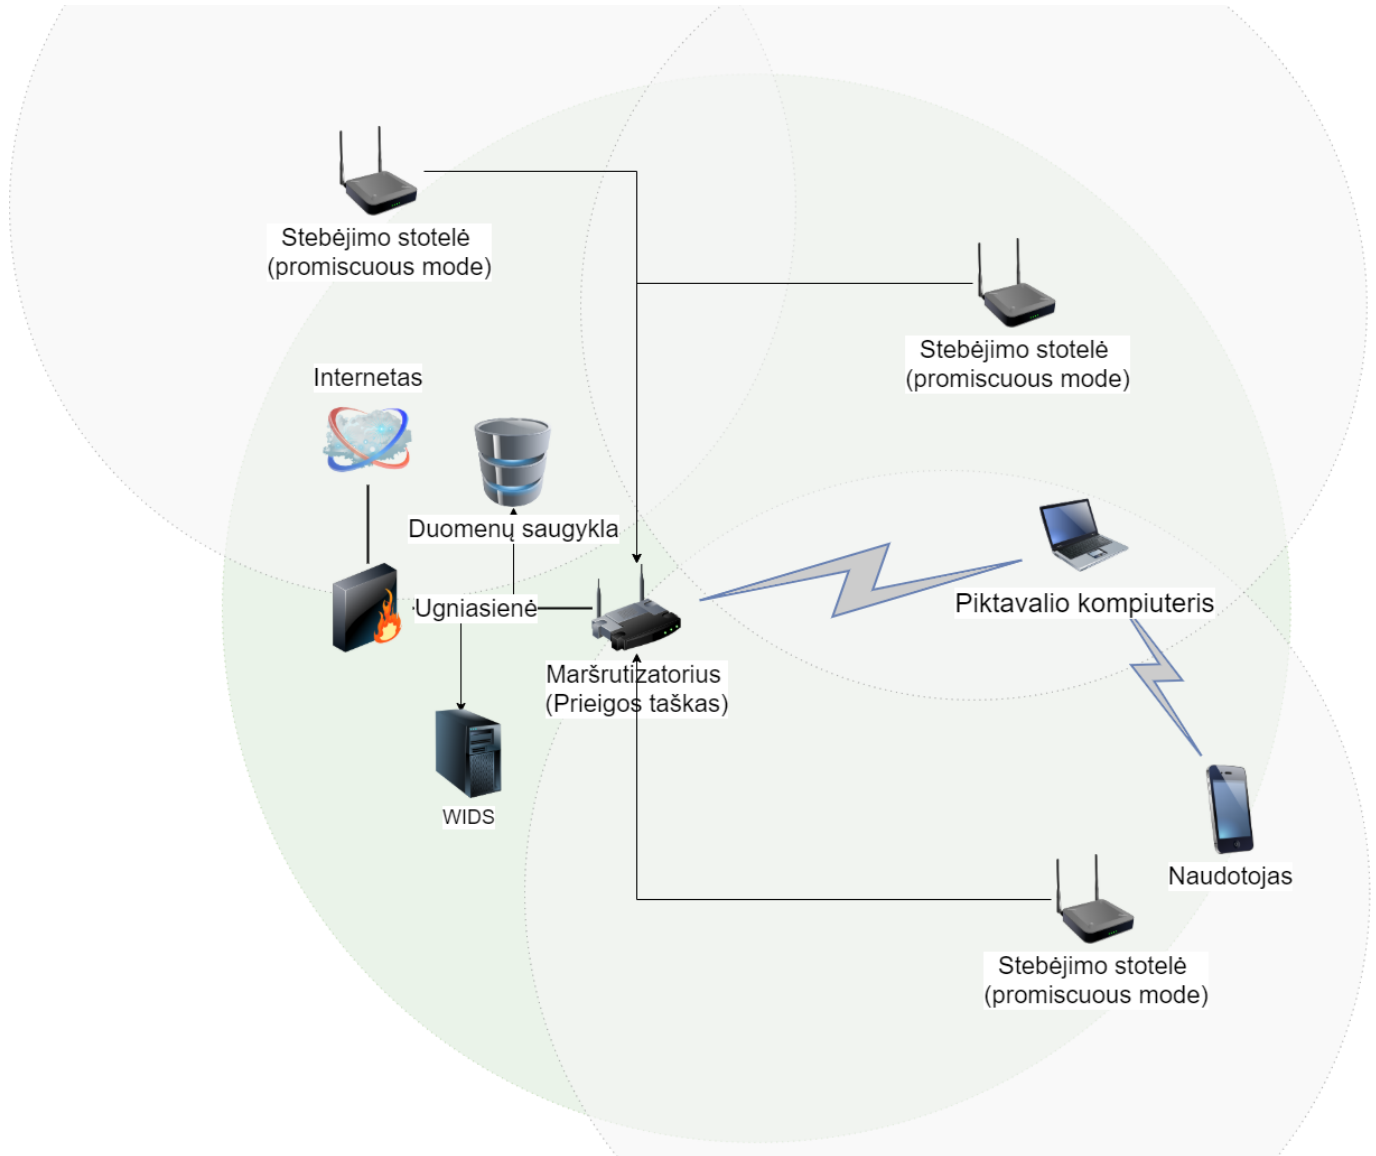 Stebėjimo stotelė
(promiscuous mode)
Stebėjimo stotelė
(promiscuous mode)
Internetas
Duomenų saugykla
Ugniasienė
Piktavalio kompiuteris
Maršrutizatorius
(Prieigos taškas)
WIDS
Naudotojas
Stebėjimo stotelė
(promiscuous mode)